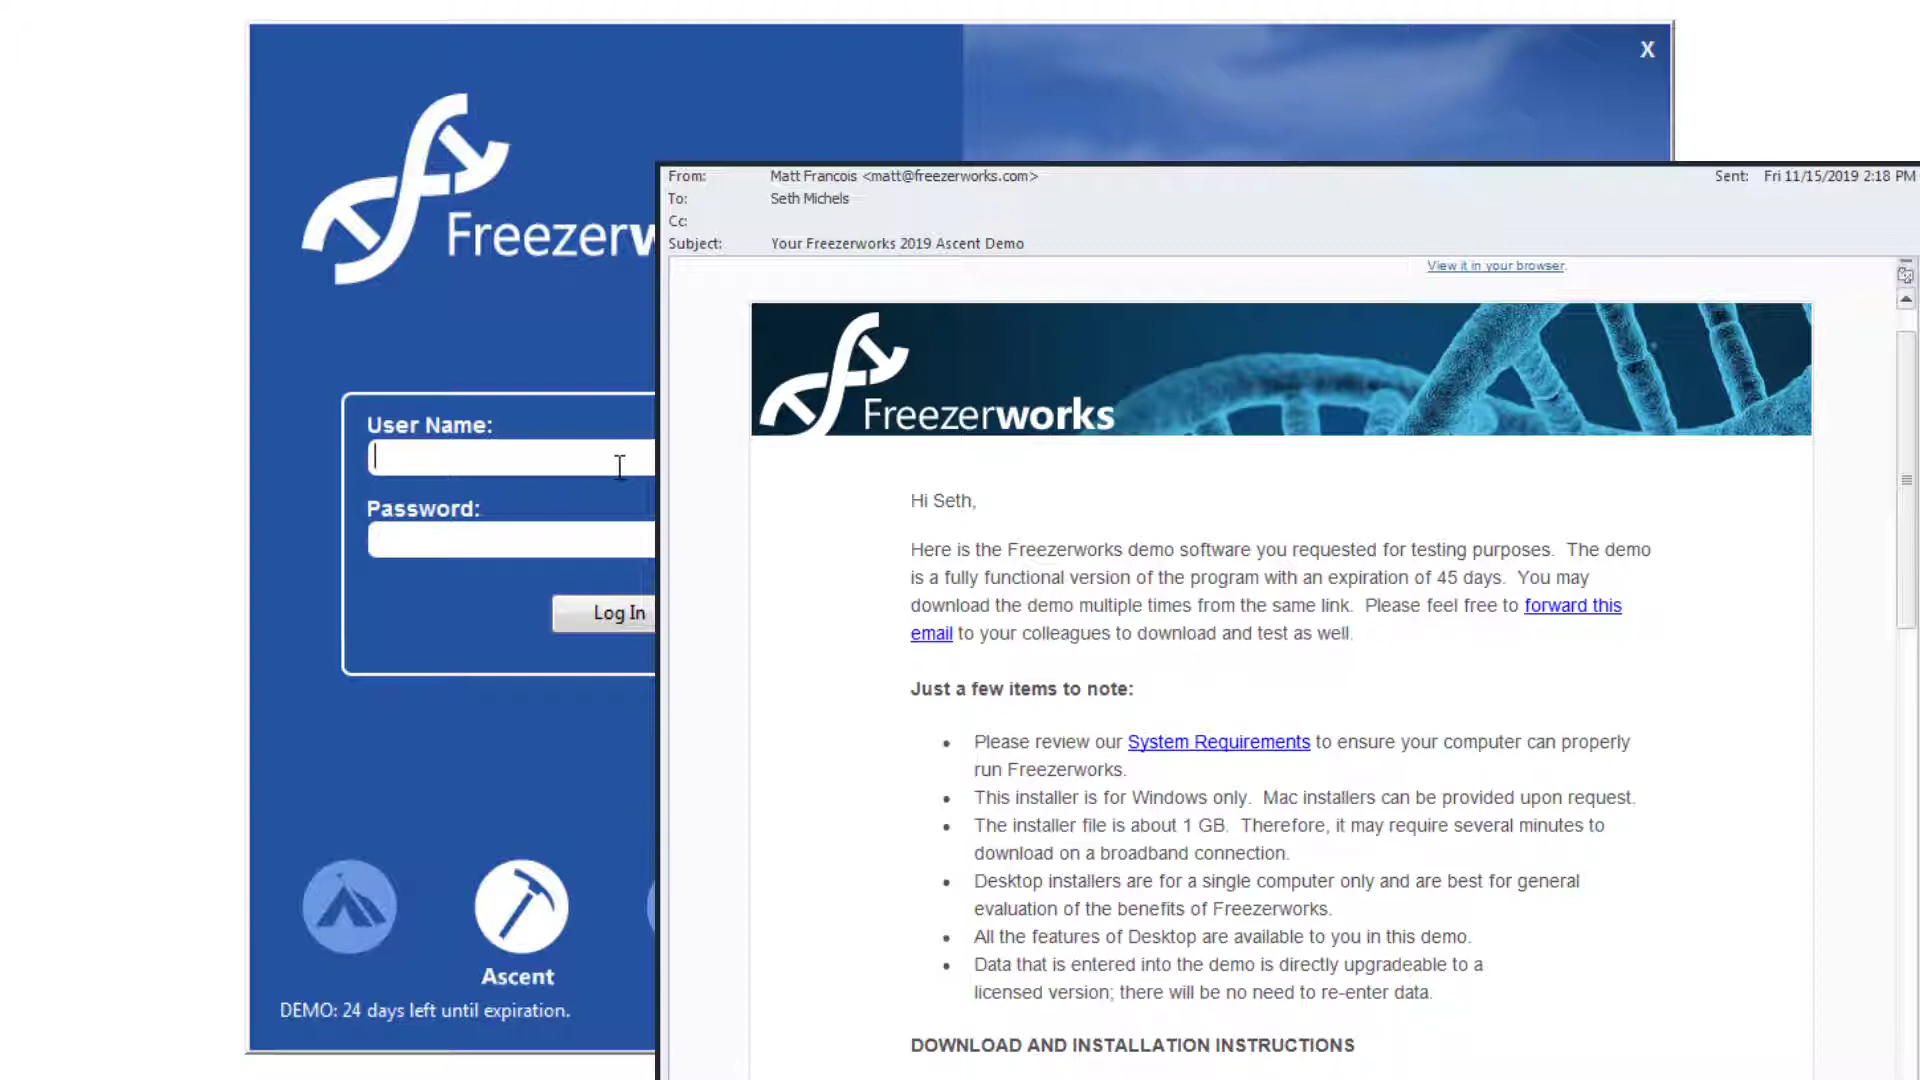 X
Freezerw
User Name:
Password:
Log In
Ascent
DEMO: 24 days left until expiration.
From: Matt Francois <matt@freezerworks.com>
Sent: Fri 11/15/2019 2:18 PM
To: Seth Michels
Cc:
Subject: Your Freezerworks 2019 Ascent Demo
View it in your browser.
Freezerworks
Hi Seth,
Here is the Freezerworks demo software you requested for testing purposes. The demo
is a fully functional version of the program with an expiration of 45 days. You may
download the demo multiple times from the same link. Please feel free to forward this
email to your colleagues to download and test as well.
Just a few items to note:
• Please review our System Requirements to ensure your computer can properly
run Freezerworks.
• This installer is for Windows only. Mac installers can be provided upon request.
• The installer file is about 1 GB. Therefore, it may require several minutes to
download on a broadband connection.
• Desktop installers are for a single computer only and are best for general
evaluation of the benefits of Freezerworks.
• All the features of Desktop are available to you in this demo.
• Data that is entered into the demo is directly upgradeable to a
licensed version; there will be no need to re-enter data.
DOWNLOAD AND INSTALLATION INSTRUCTIONS